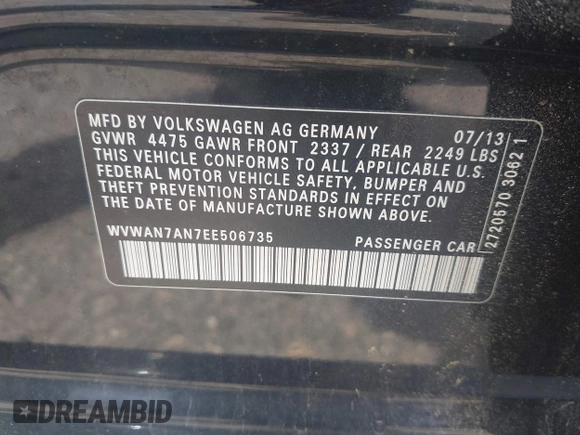 MFD BY VOLKSWAGEN AG GERMANY 07/13
GVWR 4475 GAWR FRONT 2337 / REAR 2249 LBS
THIS VEHICLE CONFORMS TO ALL APPLICABLE U.S.
FEDERAL MOTOR VEHICLE SAFETY, BUMPER AND
THEFT PREVENTION STANDARDS IN EFFECT ON
THE DATE OF MANUFACTURE SHOWN ABOVE.
WVWAN7AN7EE506735 PASSENGER CAR
2720570 3062 1
DREAMBID